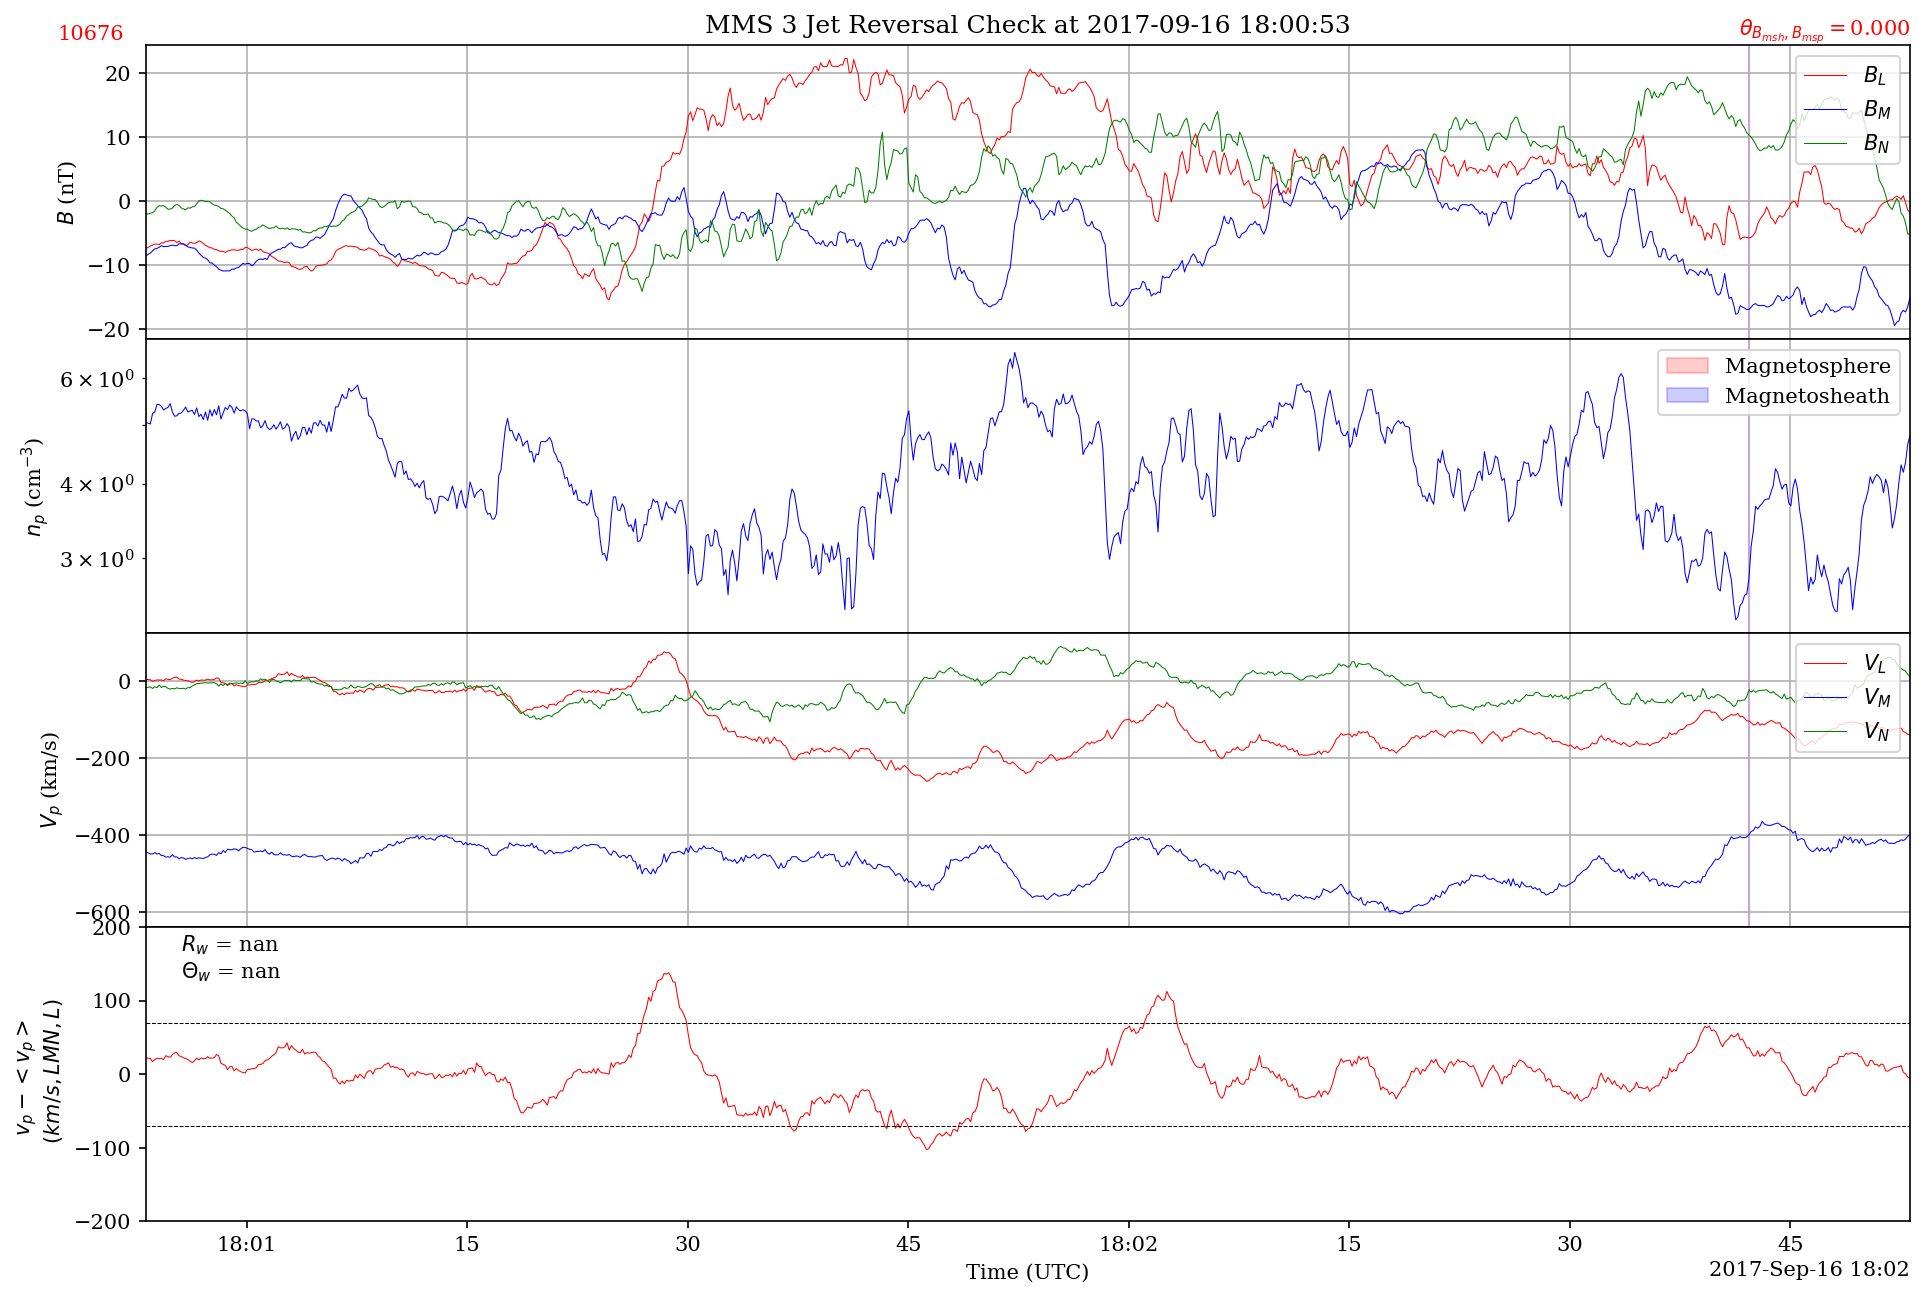 MMS 3 Jet Reversal Check at 2017-09-16 18:00:53
10676
θ_{B_{msh}, B_{msp}} = 0.000
20
10
0
−10
−20
B (nT)
B_L
B_M
B_N
6 × 10^0
4 × 10^0
3 × 10^0
n_p (cm^{−3})
Magnetosphere
Magnetosheath
0
−200
−400
−600
V_p (km/s)
V_L
V_M
V_N
200
100
0
−100
−200
v_p − < v_p >
(km/s, LMN, L)
R_w = nan
Θ_w = nan
18:01 15 30 45 18:02 15 30 45
Time (UTC)
2017-Sep-16 18:02